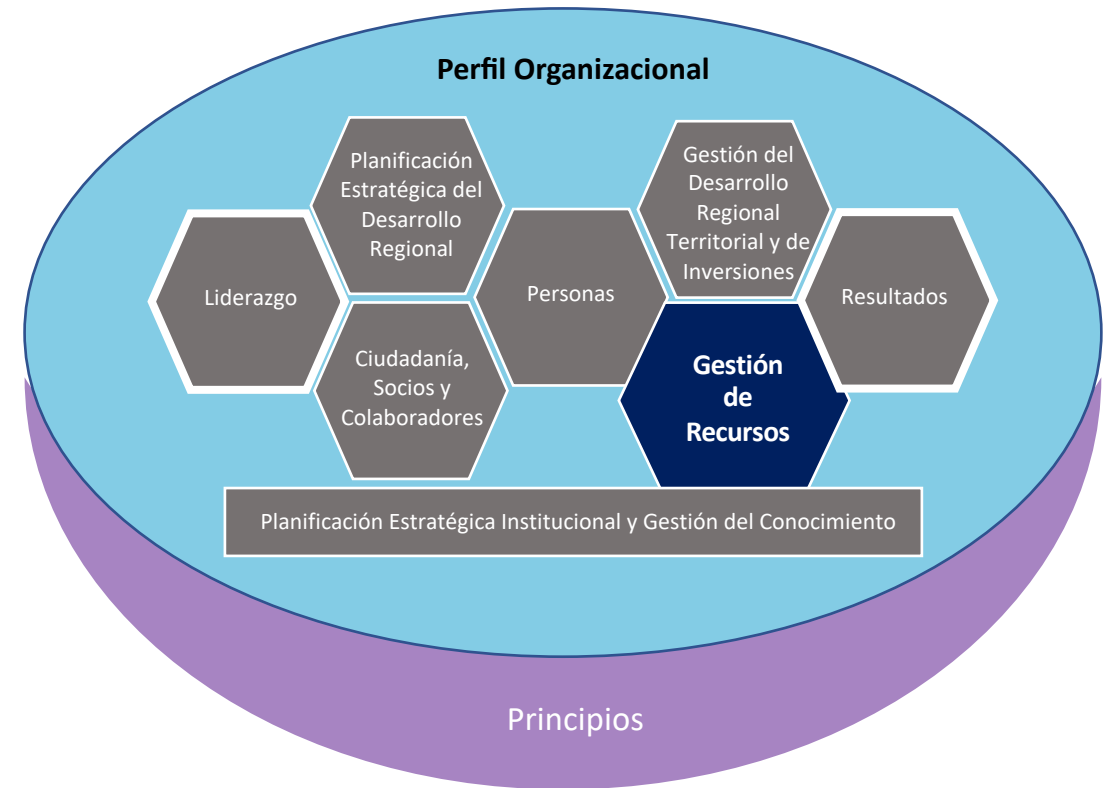 Perfil Organizacional
Planificación
Estratégica del
Desarrollo
Regional
Gestión del
Desarrollo
Regional
Territorial y de
Inversiones
Liderazgo
Personas
Resultados
Ciudadanía,
Socios y
Colaboradores
Gestión
de
Recursos
Planificación Estratégica Institucional y Gestión del Conocimiento
Principios